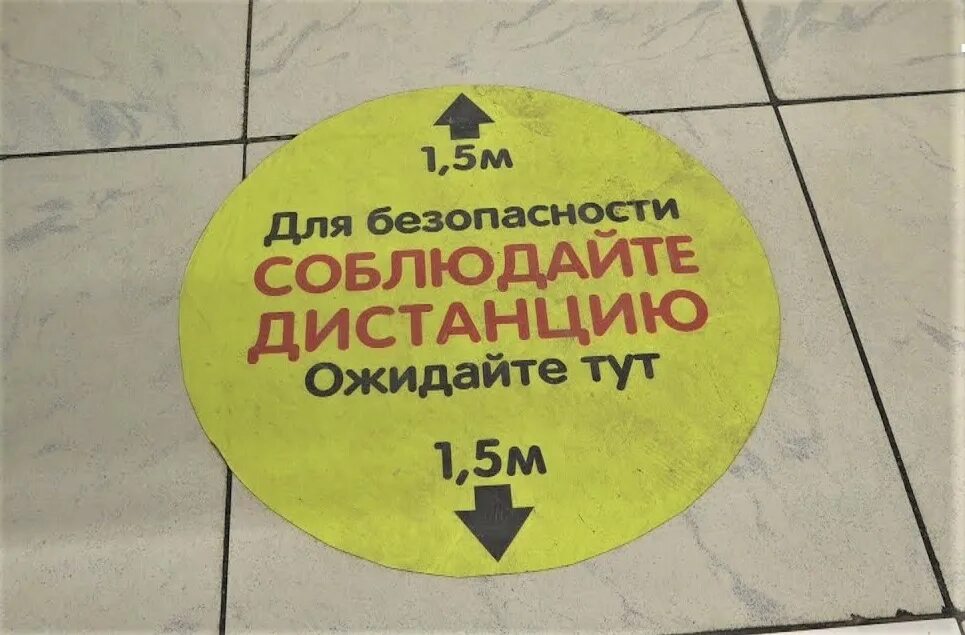 1,5м
Для безопасности
СОБЛЮДАЙТЕ
ДИСТАНЦИЮ
Ожидайте тут
1,5м